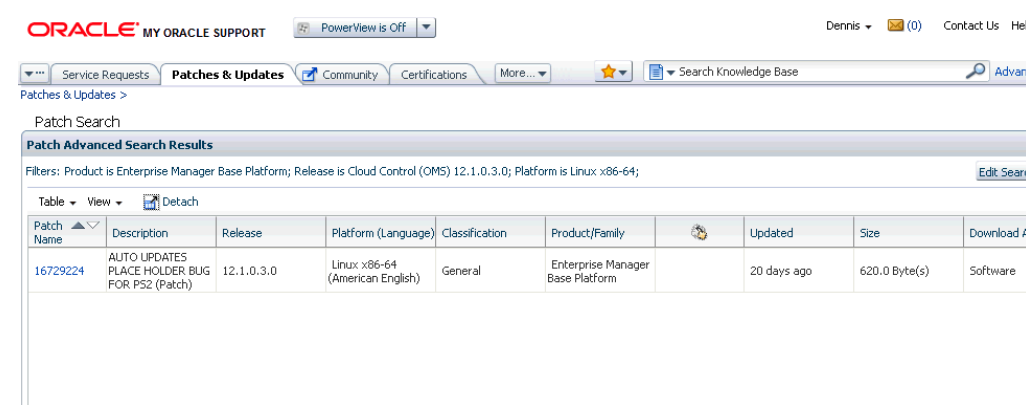 ORACLE MY ORACLE SUPPORT PowerView is Off Dennis (0) Contact Us
Service Requests Patches & Updates Community Certifications More... Search Knowledge Base
Patches & Updates >
Patch Search
Patch Advanced Search Results
Filters: Product is Enterprise Manager Base Platform; Release is Cloud Control (OMS) 12.1.0.3.0; Platform is Linux x86-64; Edit
Table View Detach
Patch Name Description Release Platform (Language) Classification Product/Family Updated Size Download
16729224 AUTO UPDATES PLACE HOLDER BUG FOR PS2 (Patch) 12.1.0.3.0 Linux x86-64 (American English) General Enterprise Manager Base Platform 20 days ago 620.0 Byte(s) Software